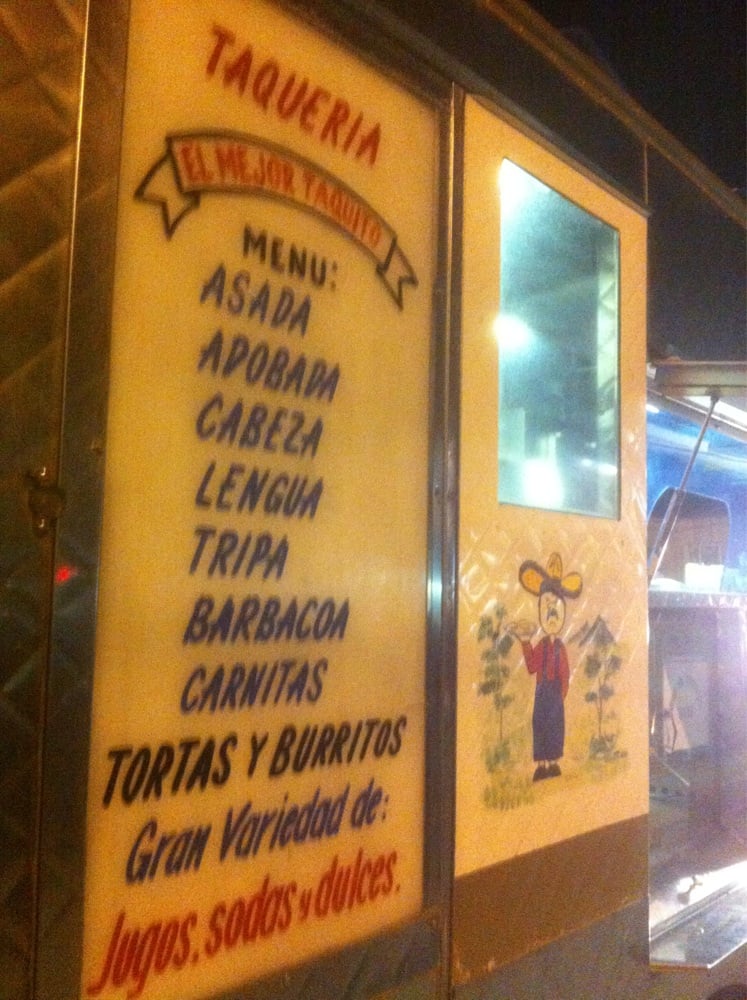 TAQUERIA
EL MEJOR TAQUITO
MENU:
ASADA
ADOBADA
CABEZA
LENGUA
TRIPA
BARBACOA
CARNITAS
TORTAS Y BURRITOS
Gran Variedad de:
Jugos, sodas y dulces.